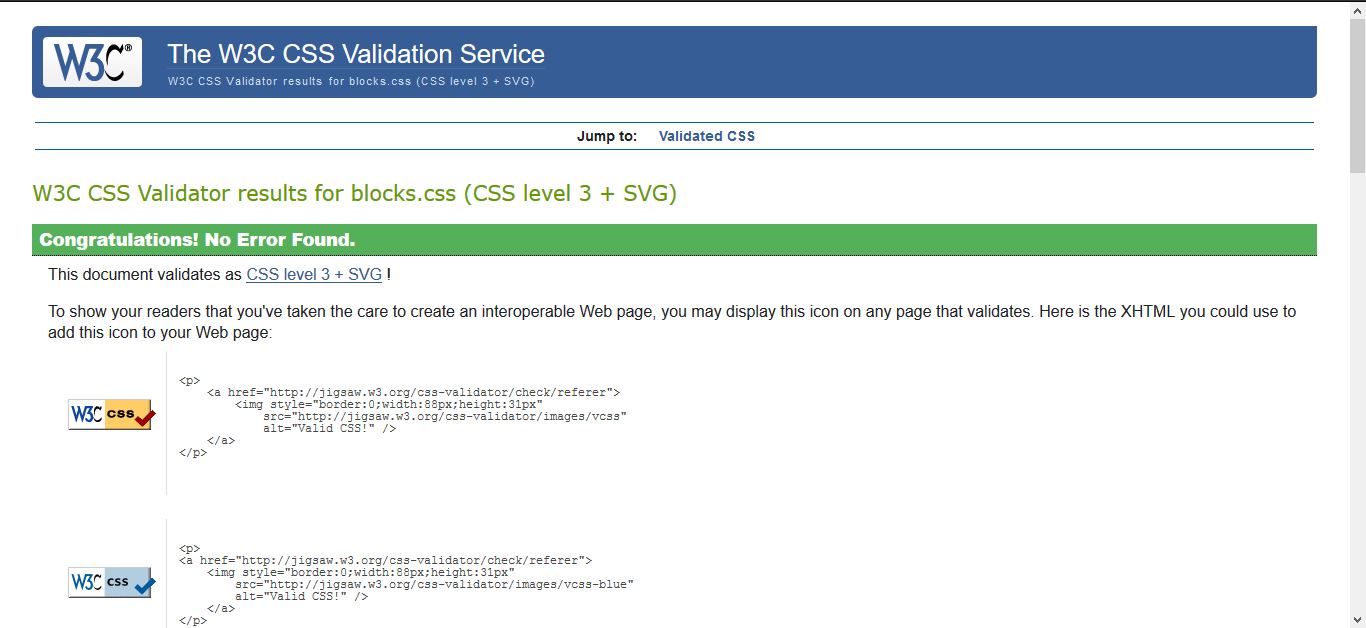 W3C®
The W3C CSS Validation Service
W3C CSS Validator results for blocks.css (CSS level 3 + SVG)
Jump to: Validated CSS
W3C CSS Validator results for blocks.css (CSS level 3 + SVG)
Congratulations! No Error Found.
This document validates as CSS level 3 + SVG !
To show your readers that you've taken the care to create an interoperable Web page, you may display this icon on any page that validates. Here is the XHTML you could use to
add this icon to your Web page:
W3C css
<p>
    <a href="http://jigsaw.w3.org/css-validator/check/referer">
        <img style="border:0;width:88px;height:31px"
            src="http://jigsaw.w3.org/css-validator/images/vcss"
            alt="Valid CSS!" />
    </a>
</p>
W3C css
<p>
<a href="http://jigsaw.w3.org/css-validator/check/referer">
    <img style="border:0;width:88px;height:31px"
        src="http://jigsaw.w3.org/css-validator/images/vcss-blue"
        alt="Valid CSS!" />
    </a>
</p>